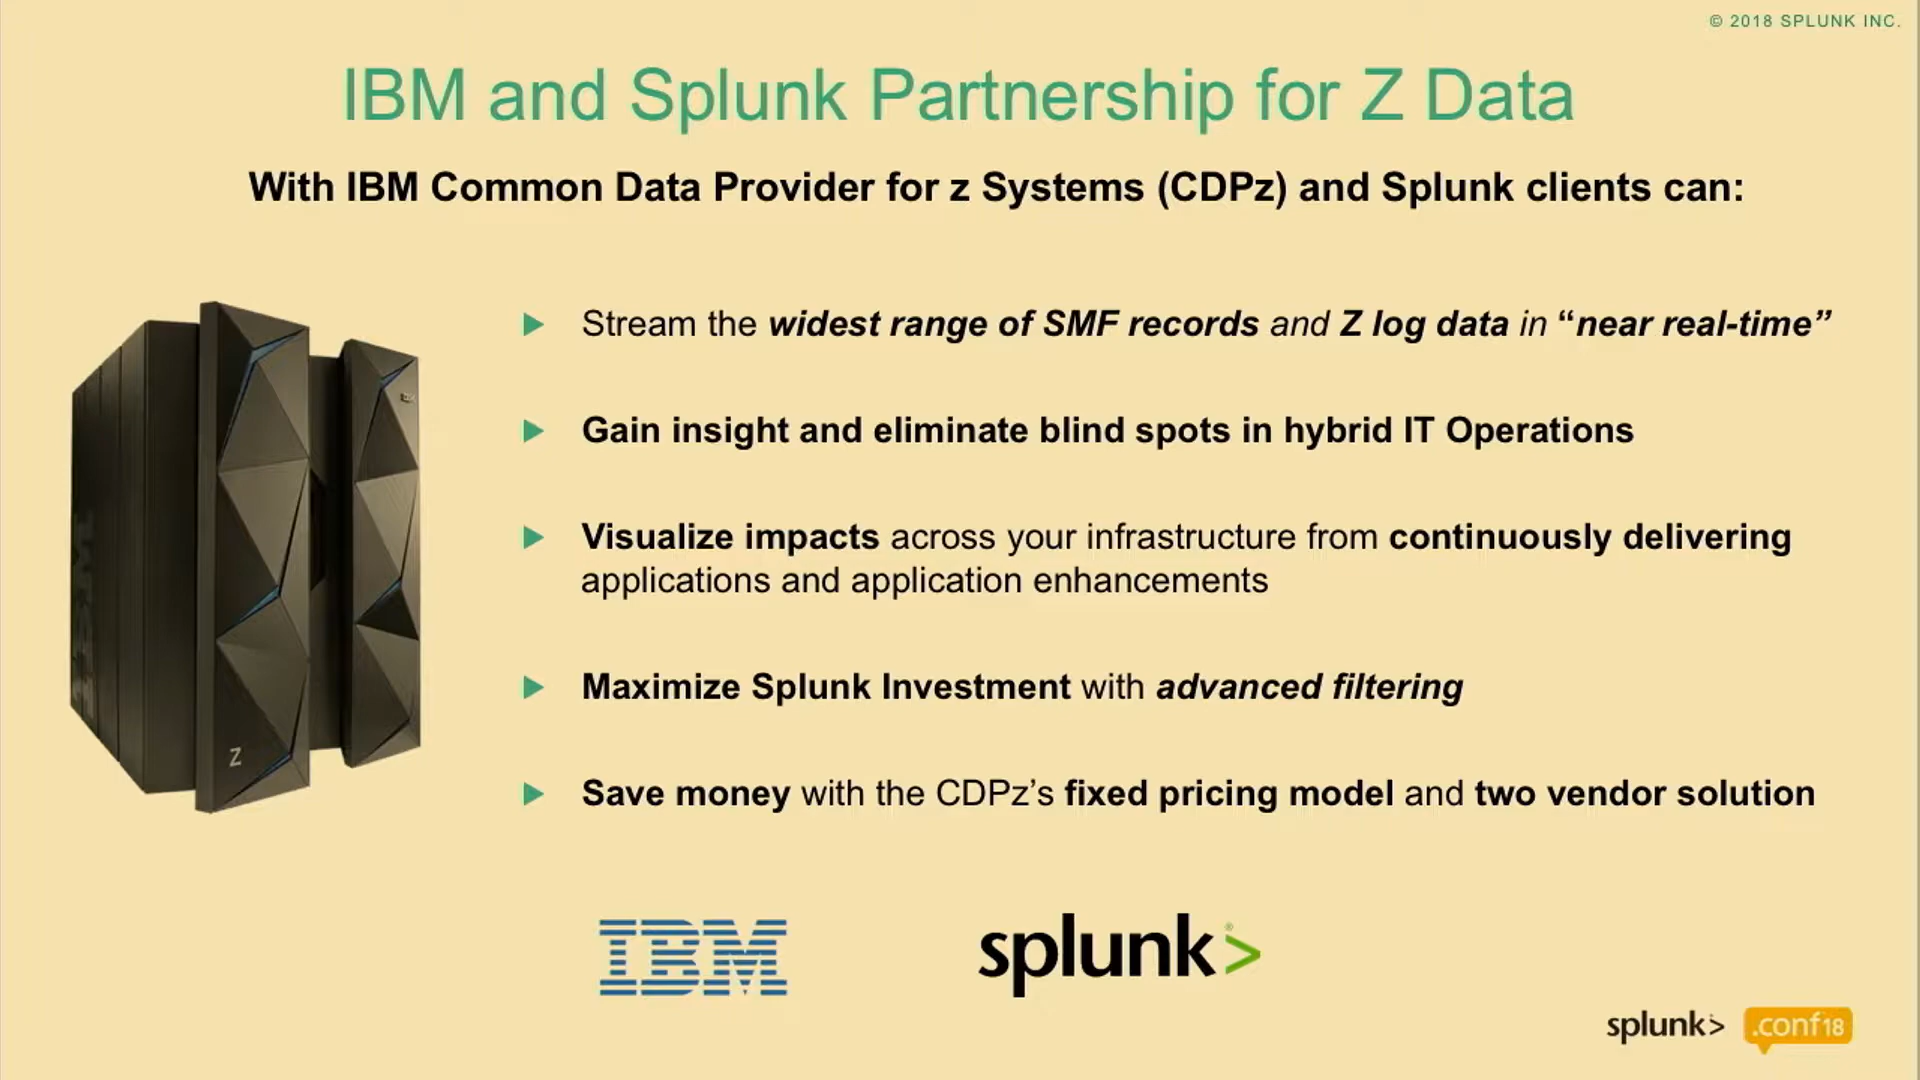 © 2018 SPLUNK INC.
IBM and Splunk Partnership for Z Data
With IBM Common Data Provider for z Systems (CDPz) and Splunk clients can:
Stream the widest range of SMF records and Z log data in “near real-time”
Gain insight and eliminate blind spots in hybrid IT Operations
Visualize impacts across your infrastructure from continuously delivering
applications and application enhancements
Maximize Splunk Investment with advanced filtering
Save money with the CDPz’s fixed pricing model and two vendor solution
IBM
Z
IBM splunk>®
splunk> .conf18